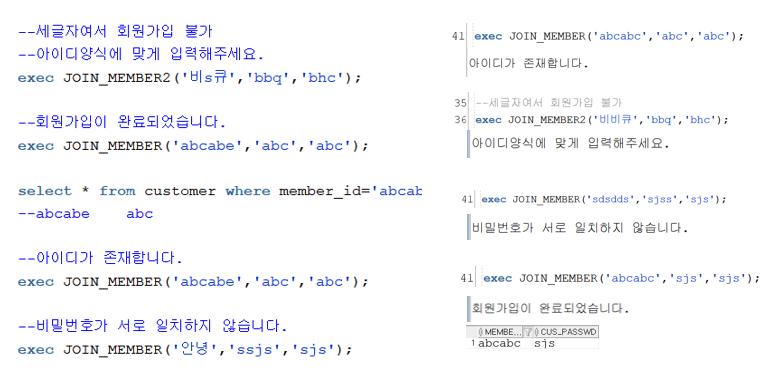 --세글자여서 회원가입 불가
--아이디양식에 맞게 입력해주세요.
exec JOIN_MEMBER2('비s큐','bbq','bhc');
--회원가입이 완료되었습니다.
exec JOIN_MEMBER('abcabe','abc','abc');
select * from customer where member_id='abcab
--abcabe abc
--아이디가 존재합니다.
exec JOIN_MEMBER('abcabe','abc','abc');
--비밀번호가 서로 일치하지 않습니다.
exec JOIN_MEMBER('안녕','ssjs','sjs');
41 exec JOIN_MEMBER('abcabc','abc','abc');
아이디가 존재합니다.
35 --세글자여서 회원가입 불가
36 exec JOIN_MEMBER2('비비큐','bbq','bhc');
아이디양식에 맞게 입력해주세요.
41 exec JOIN_MEMBER('sdsdds','sjss','sjs');
비밀번호가 서로 일치하지 않습니다.
41 exec JOIN_MEMBER('abcabc','sjs','sjs');
회원가입이 완료되었습니다.
MEMBE... CUS_PASSWD
1 abcabc sjs